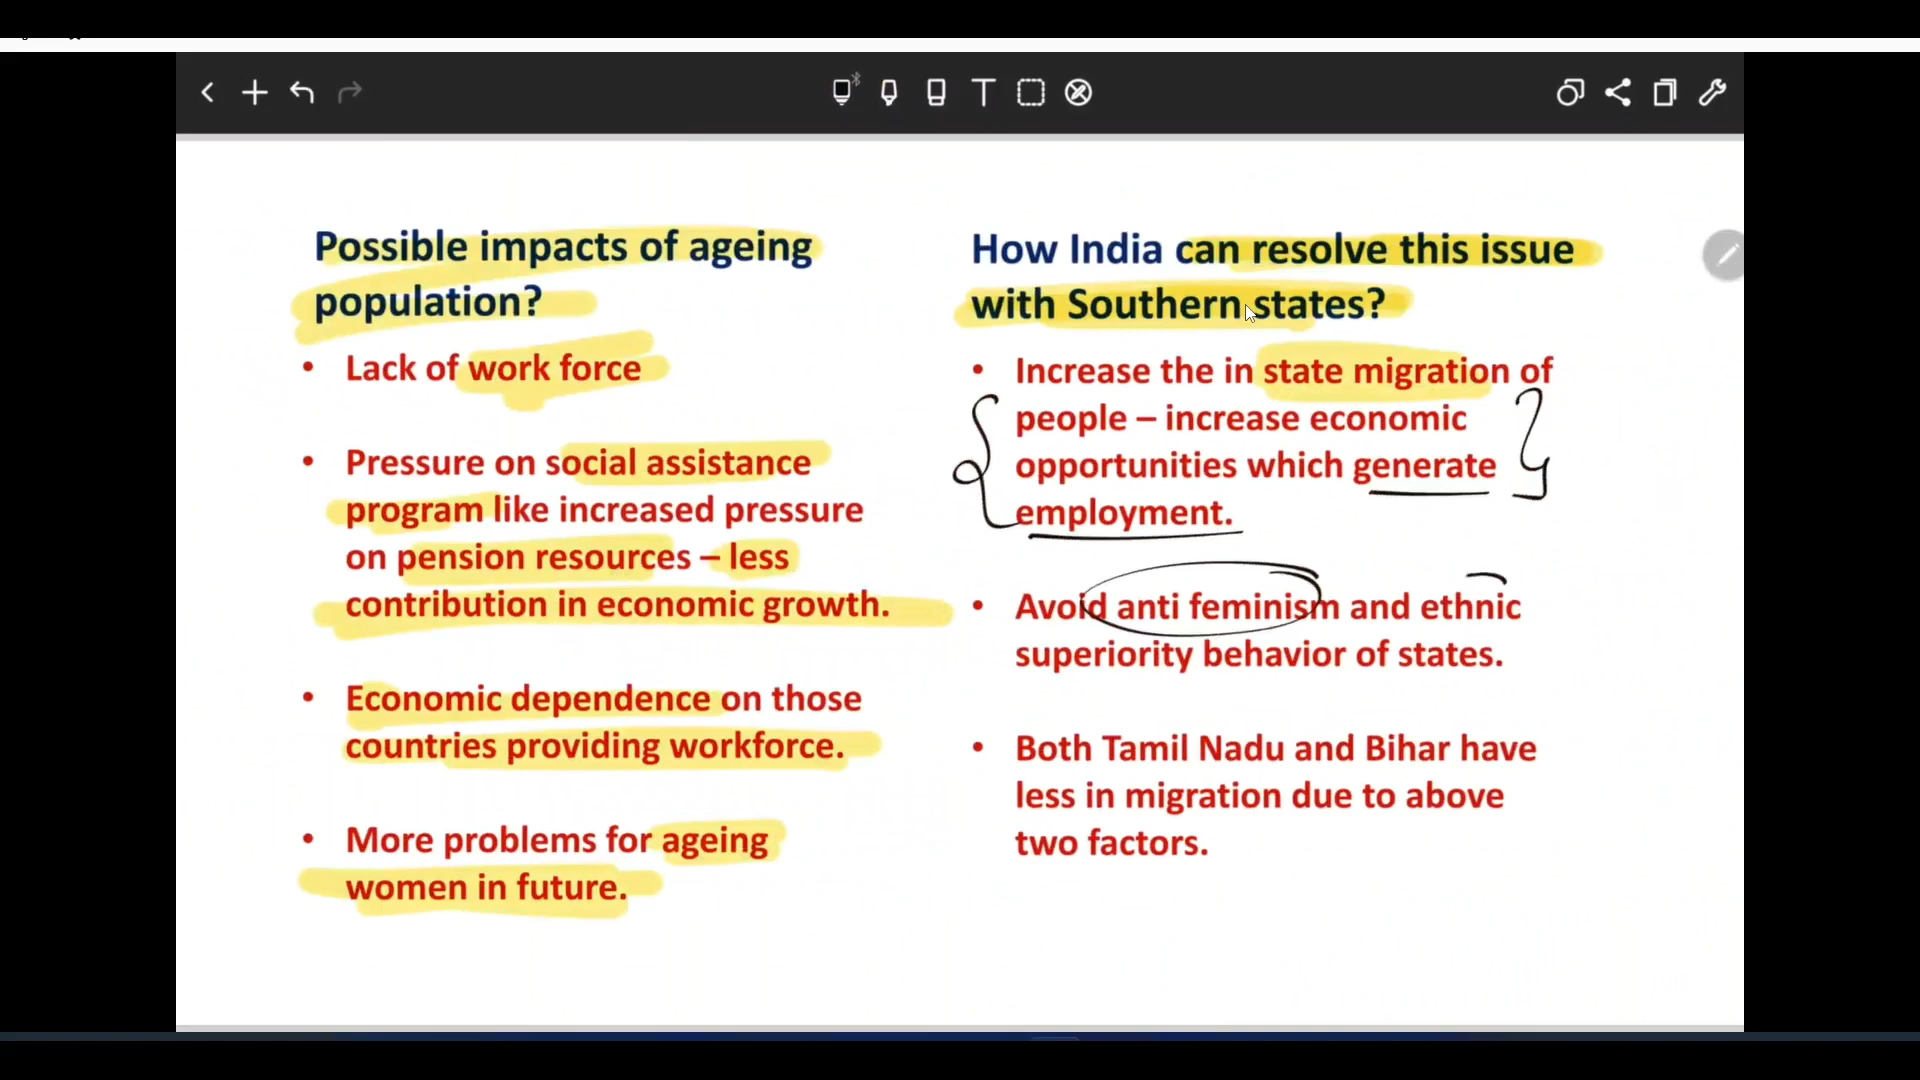 Possible impacts of ageing
population?
• Lack of work force
• Pressure on social assistance
program like increased pressure
on pension resources – less
contribution in economic growth.
• Economic dependence on those
countries providing workforce.
• More problems for ageing
women in future.
How India can resolve this issue
with Southern states?
• Increase the in state migration of
people – increase economic
opportunities which generate
employment.
• Avoid anti feminism and ethnic
superiority behavior of states.
• Both Tamil Nadu and Bihar have
less in migration due to above
two factors.